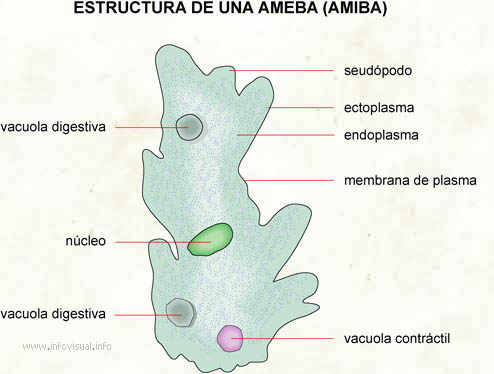 ESTRUCTURA DE UNA AMEBA (AMIBA)
seudópodo
ectoplasma
vacuola digestiva
endoplasma
membrana de plasma
núcleo
vacuola digestiva
vacuola contráctil
www.infovisual.info